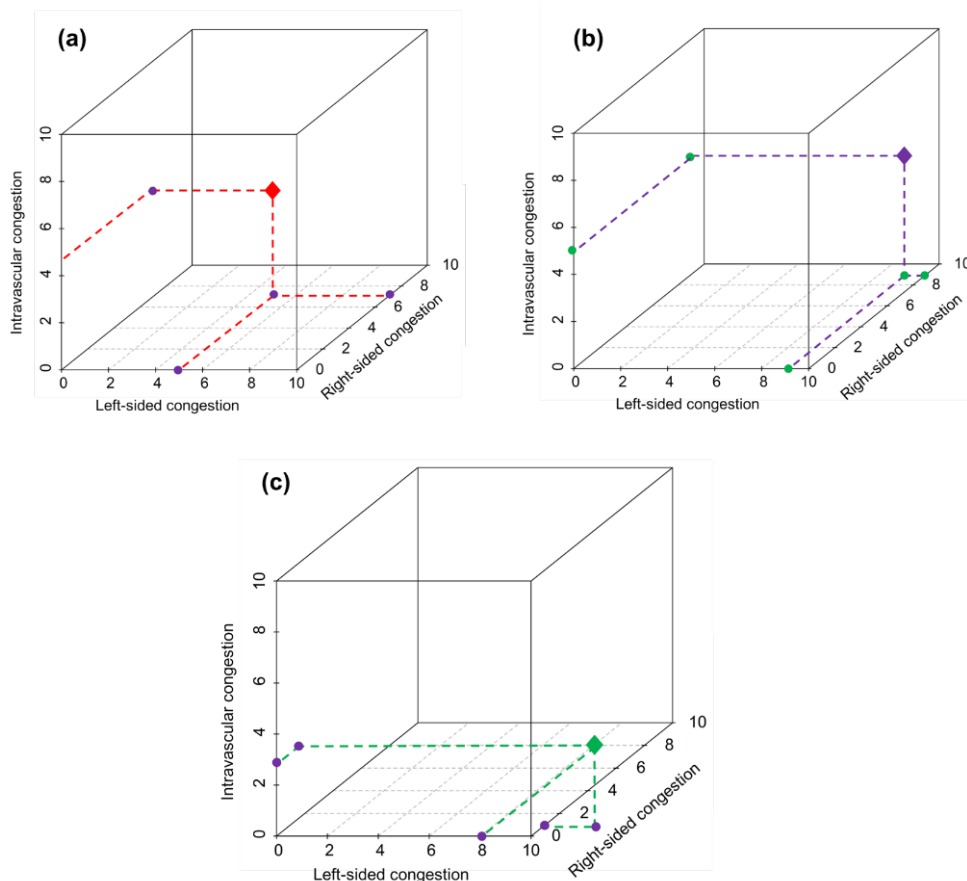 (a)
10
8
6
4
2
0
Intravascular congestion
0 2 4 6 8 10
Left-sided congestion
0 2 4 6 8 10
Right-sided congestion
(b)
10
8
6
4
2
0
Intravascular congestion
0 2 4 6 8 10
Left-sided congestion
0 2 4 6 8 10
Right-sided congestion
(c)
10
8
6
4
2
0
Intravascular congestion
0 2 4 6 8 10
Left-sided congestion
0 2 4 6 8 10
Right-sided congestion